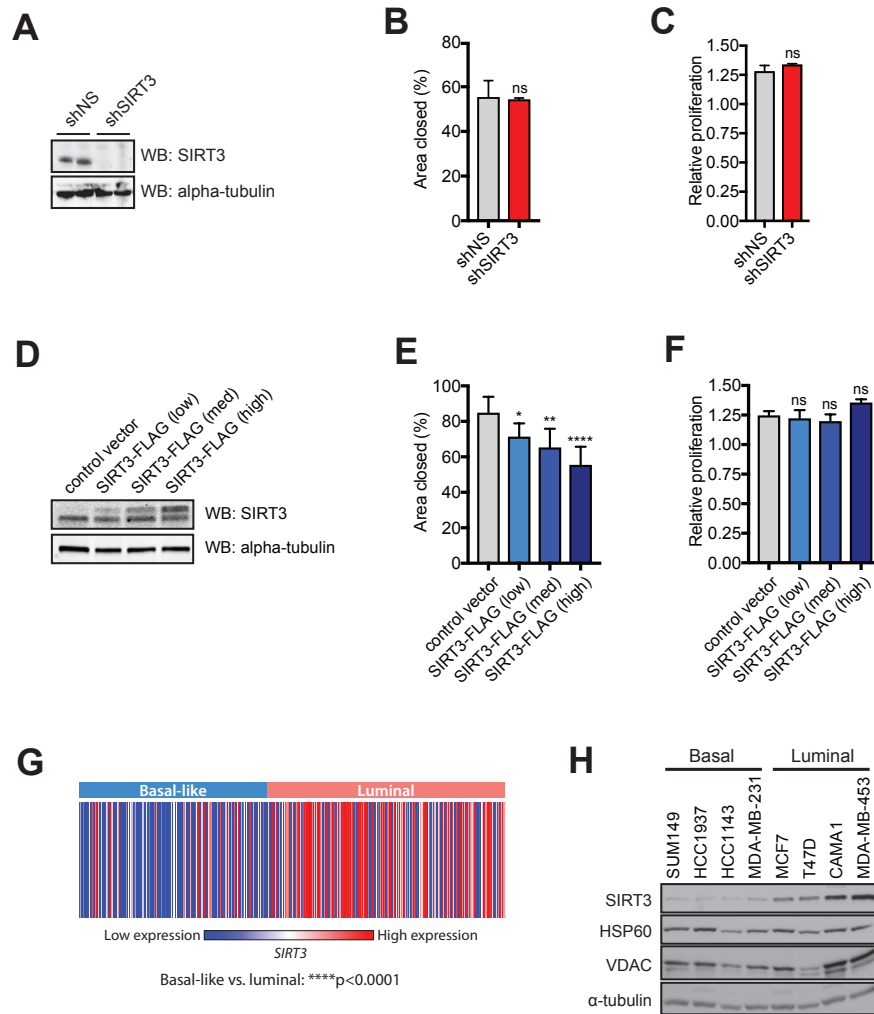 A
shNS
shSIRT3
WB: SIRT3
WB: alpha-tubulin
B
Area closed (%)
80
60
40
20
0
ns
shNS
shSIRT3
C
Relative proliferation
1.50
1.25
1.00
0.75
0.50
0.25
0.00
ns
shNS
shSIRT3
D
control vector
SIRT3-FLAG (low)
SIRT3-FLAG (med)
SIRT3-FLAG (high)
WB: SIRT3
WB: alpha-tubulin
E
Area closed (%)
100
80
60
40
20
0
*
**
****
control vector
SIRT3-FLAG (low)
SIRT3-FLAG (med)
SIRT3-FLAG (high)
F
Relative proliferation
1.50
1.25
1.00
0.75
0.50
0.25
0.00
ns
ns
ns
control vector
SIRT3-FLAG (low)
SIRT3-FLAG (med)
SIRT3-FLAG (high)
G
Basal-like
Luminal
Low expression
High expression
SIRT3
Basal-like vs. luminal: ****p<0.0001
H
Basal
Luminal
SUM149
HCC1937
HCC1143
MDA-MB-231
MCF7
T47D
CAMA1
MDA-MB-453
SIRT3
HSP60
VDAC
α-tubulin